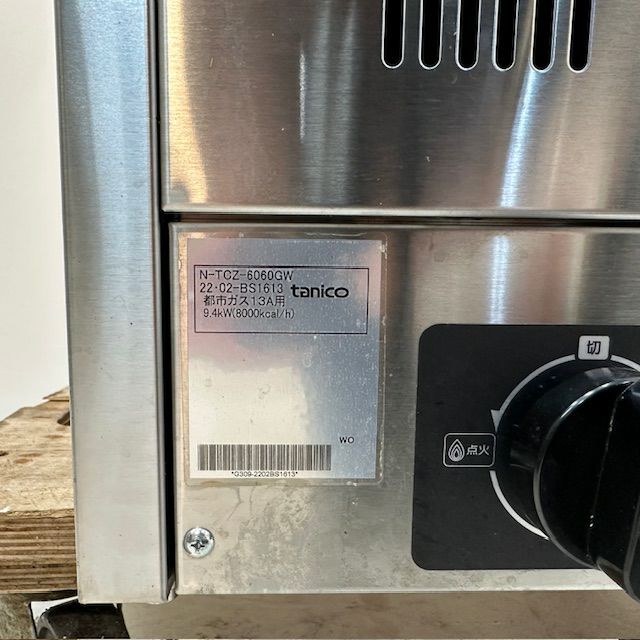 N-TCZ-6060GW
22・02-BS1613 tanico
都市ガス13A用
9.4kW(8000kcal/h)
WO
*G309-2202BS1613*
切
点火